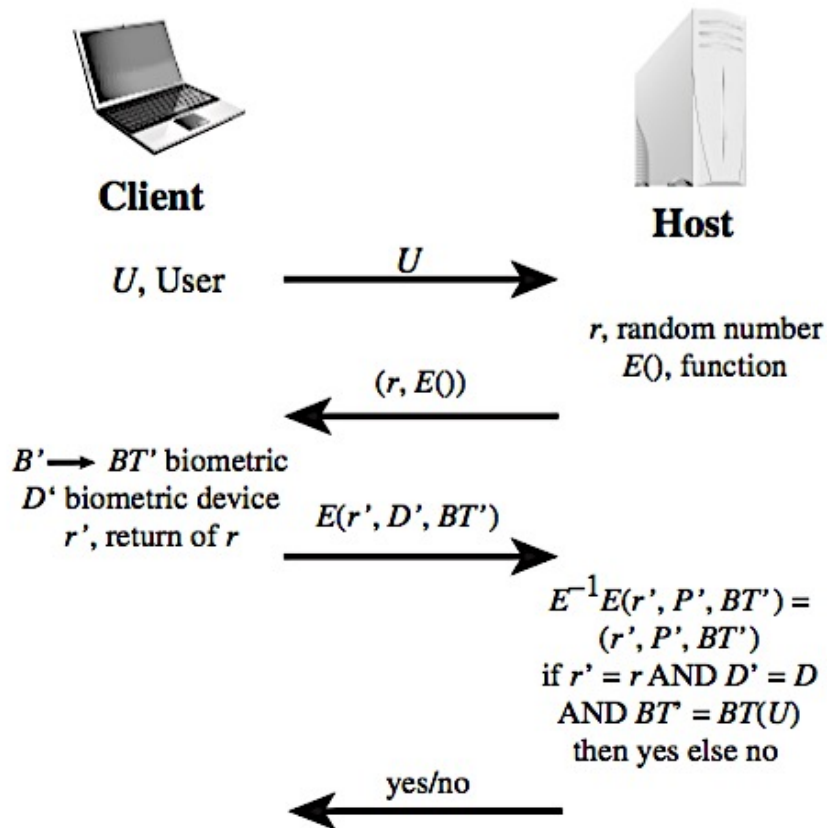 Client
Host
U, User
U
r, random number
E(), function
(r, E())
B’ → BT’ biometric
D‘ biometric device
r’, return of r
E(r’, D’, BT’)
E⁻¹E(r’, P’, BT’) =
(r’, P’, BT’)
if r’ = r AND D’ = D
AND BT’ = BT(U)
then yes else no
yes/no